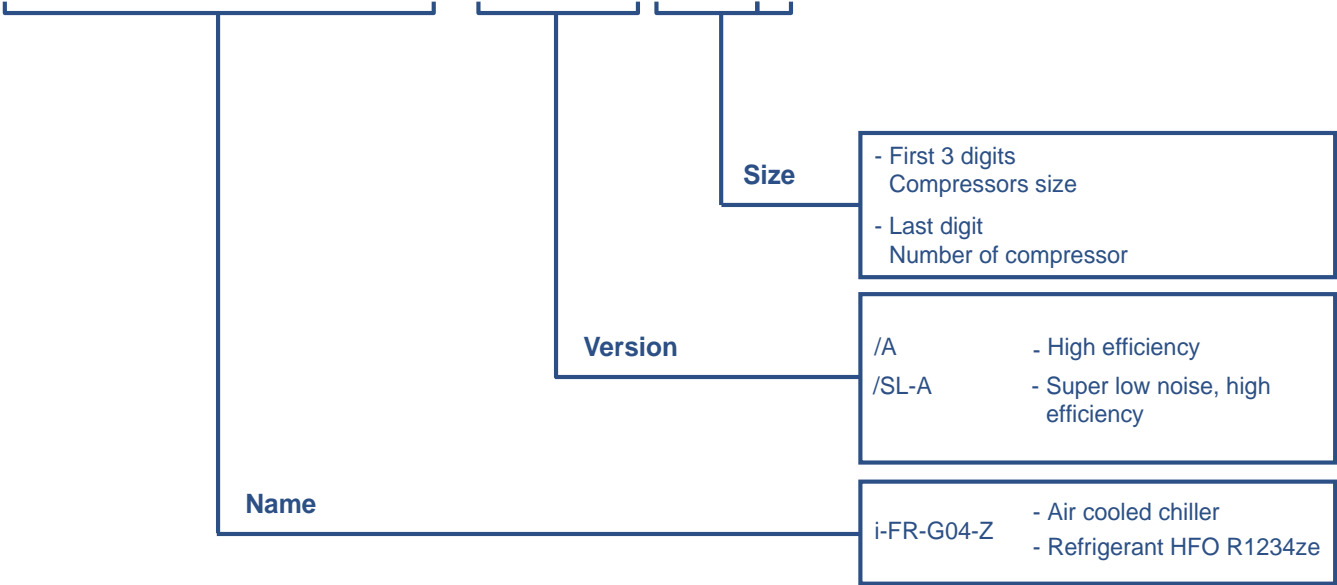 Size
- First 3 digits
Compressors size
- Last digit
Number of compressor
Version
/A - High efficiency
/SL-A - Super low noise, high
efficiency
Name
i-FR-G04-Z
- Air cooled chiller
- Refrigerant HFO R1234ze